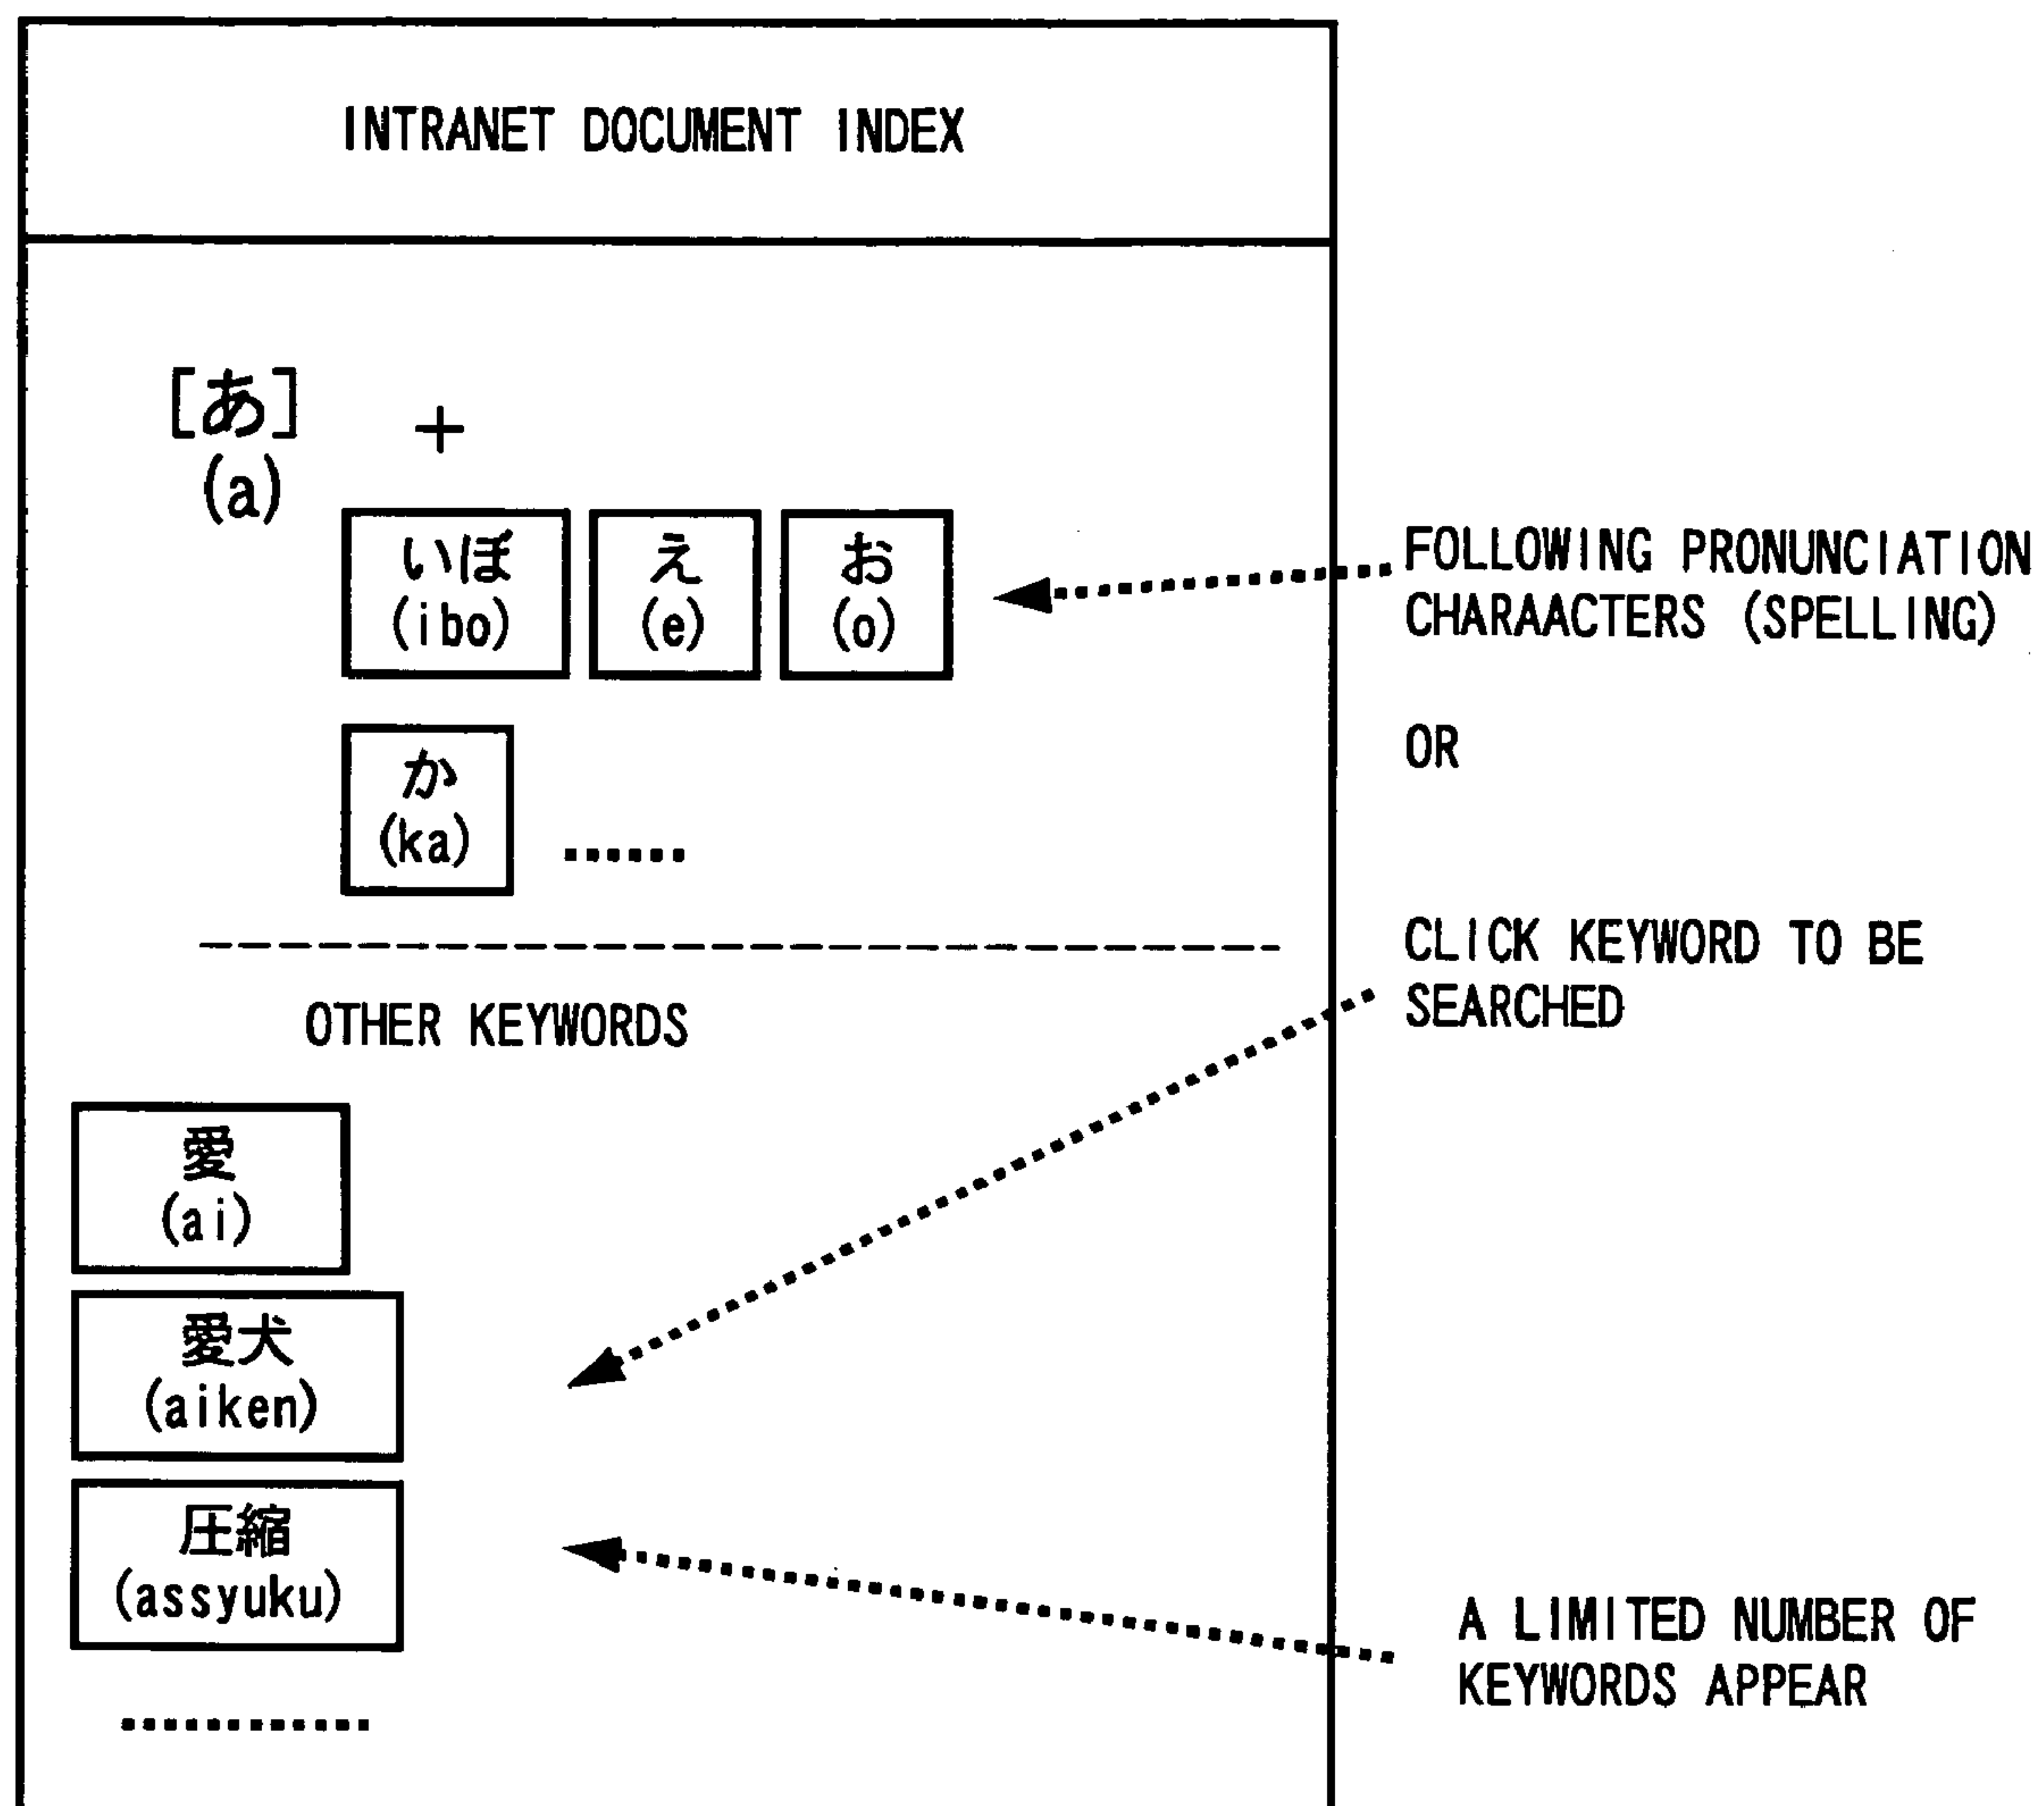 INTRANET DOCUMENT INDEX
[あ] +
(a)
いぼ え お
(ibo) (e) (o)
FOLLOWING PRONUNCIATION
CHARAACTERS (SPELLING)
OR
か
(ka) ......
CLICK KEYWORD TO BE
SEARCHED
OTHER KEYWORDS
愛
(ai)
愛犬
(aiken)
圧縮
(assyuku)
A LIMITED NUMBER OF
KEYWORDS APPEAR
............